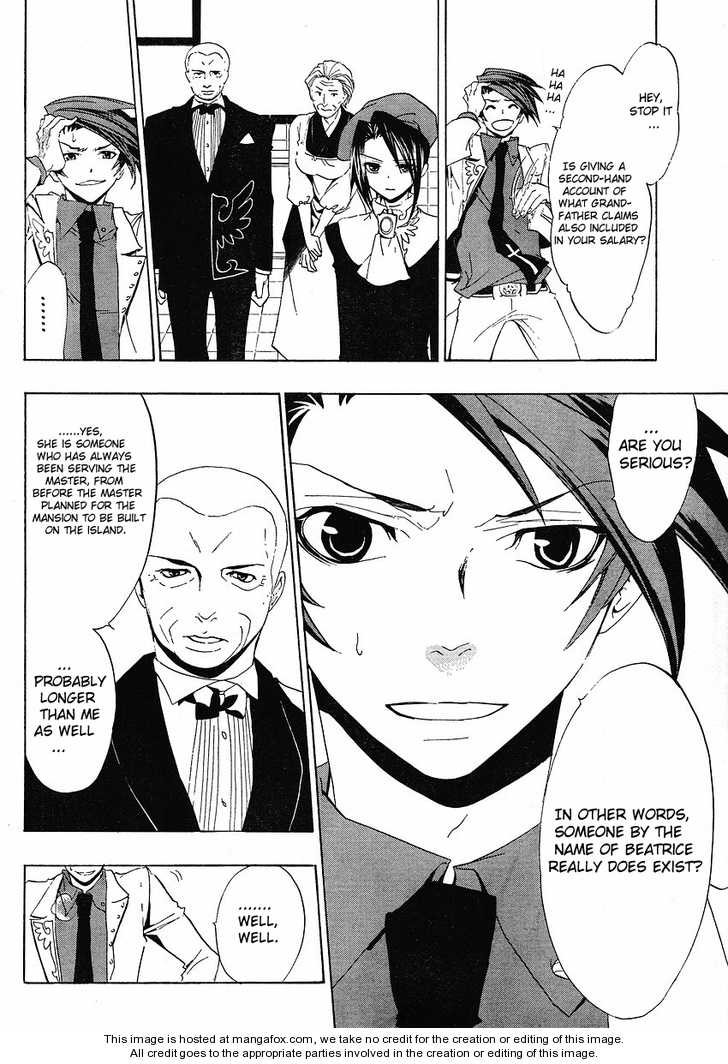 HEY,
STOP IT
...
HA
HA
HA
...
IS GIVING A
SECOND-HAND
ACCOUNT OF
WHAT GRAND-
FATHER CLAIMS
ALSO INCLUDED
IN YOUR SALARY?
......
...
ARE YOU
SERIOUS?
IN OTHER WORDS,
SOMEONE BY THE
NAME OF BEATRICE
REALLY DOES EXIST?
......YES,
SHE IS SOMEONE
WHO HAS ALWAYS
BEEN SERVING THE
MASTER, FROM
BEFORE THE MASTER
PLANNED FOR THE
MANSION TO BE BUILT
ON THE ISLAND.
...
PROBABLY
LONGER
THAN ME
AS WELL
...
.......
WELL,
WELL.
This image is hosted at mangafox.com, we take no credit for the creation or editing of this image.
All credit goes to the appropriate parties involved in the creation or editing of this image.